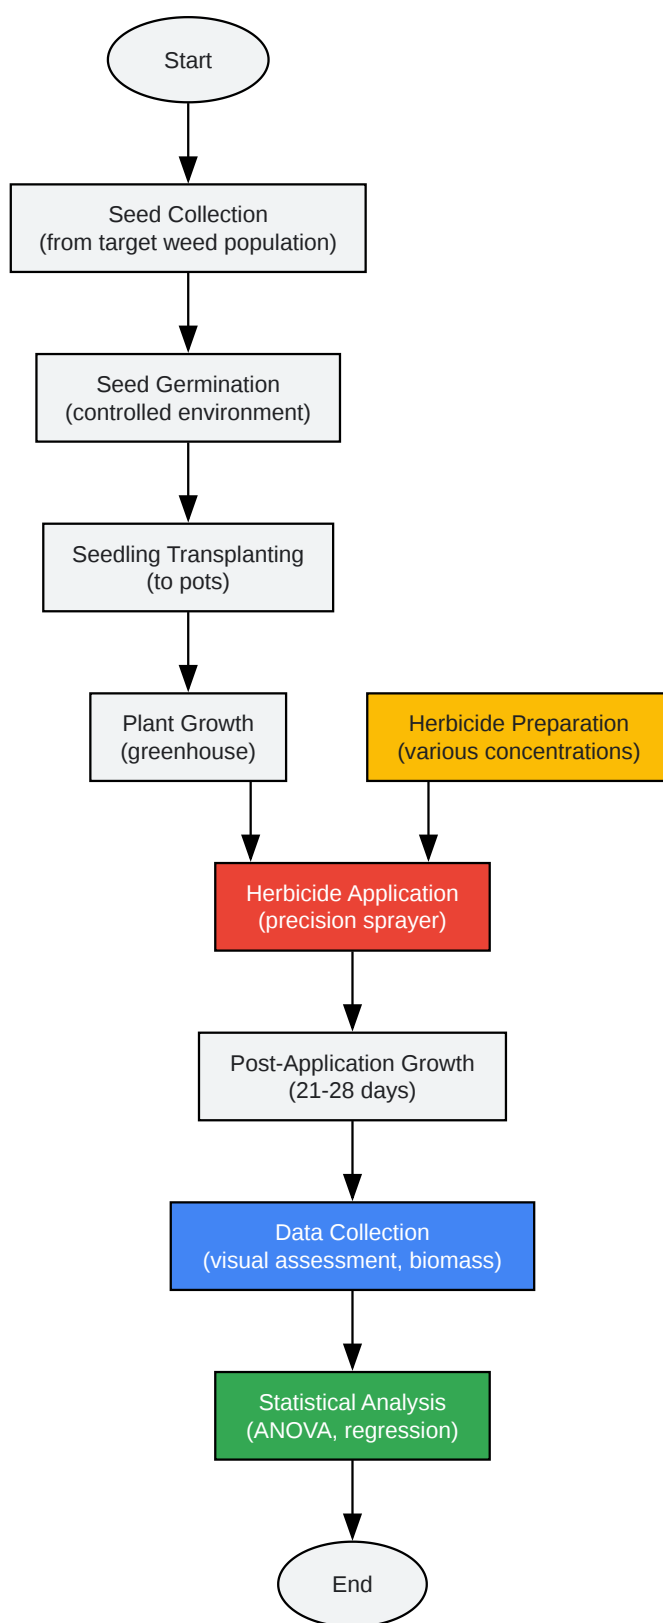 Start
Seed Collection
(from target weed population)
Seed Germination
(controlled environment)
Seedling Transplanting
(to pots)
Plant Growth
(greenhouse)
Herbicide Preparation
(various concentrations)
Herbicide Application
(precision sprayer)
Post-Application Growth
(21-28 days)
Data Collection
(visual assessment, biomass)
Statistical Analysis
(ANOVA, regression)
End